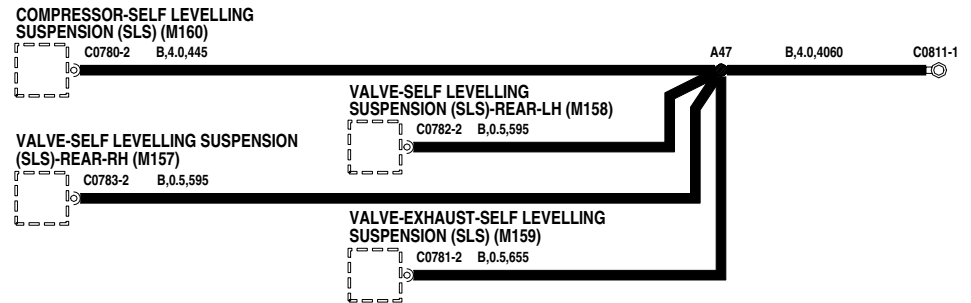 COMPRESSOR-SELF LEVELLING
SUSPENSION (SLS) (M160)
C0780-2 B,4.0,445
A47 B,4.0,4060 C0811-1
VALVE-SELF LEVELLING
SUSPENSION (SLS)-REAR-LH (M158)
C0782-2 B,0.5,595
VALVE-SELF LEVELLING SUSPENSION
(SLS)-REAR-RH (M157)
C0783-2 B,0.5,595
VALVE-EXHAUST-SELF LEVELLING
SUSPENSION (SLS) (M159)
C0781-2 B,0.5,655